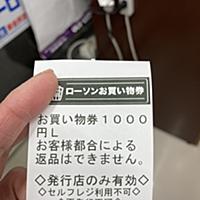 ローソンお買い物券
お買い物券1000
円L
お客様都合による
返品はできません。
◇発行店のみ有効◇
◇セルフレジ利用不可◇